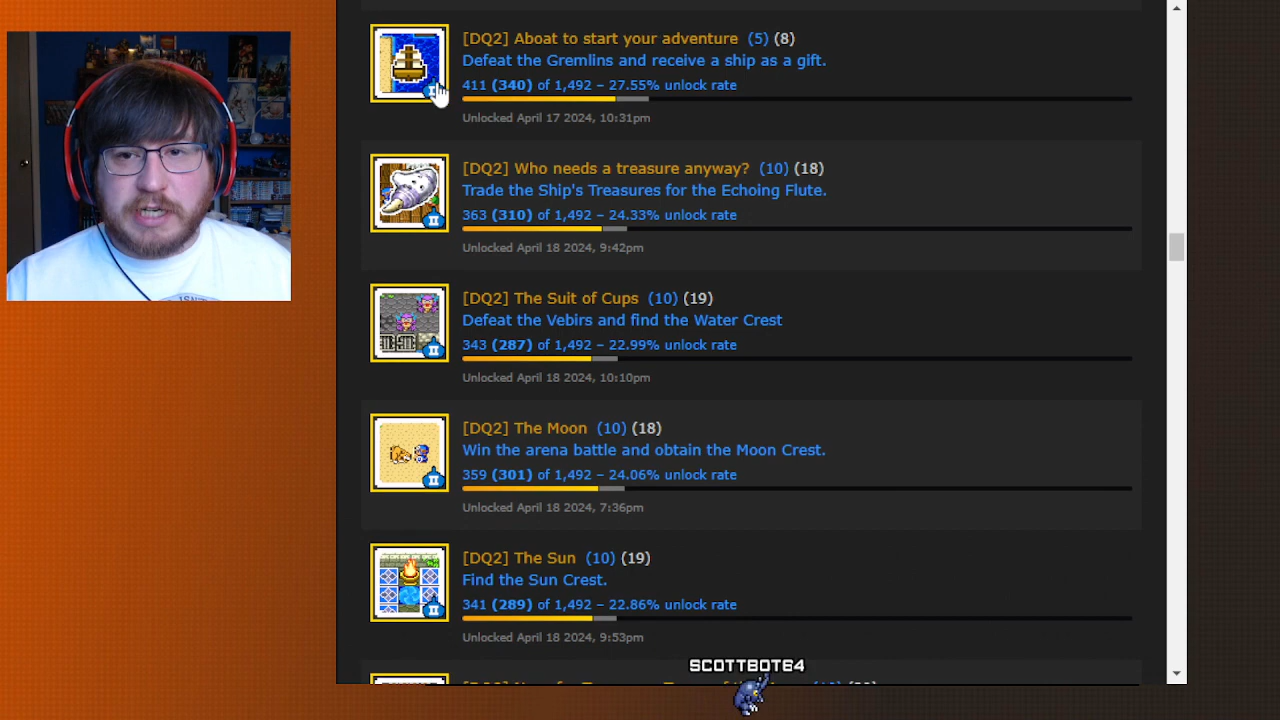 [DQ2] Aboat to start your adventure (5) (8)
Defeat the Gremlins and receive a ship as a gift.
411 (340) of 1,492 – 27.55% unlock rate
Unlocked April 17 2024, 10:31pm
[DQ2] Who needs a treasure anyway? (10) (18)
Trade the Ship's Treasures for the Echoing Flute.
363 (310) of 1,492 – 24.33% unlock rate
Unlocked April 18 2024, 9:42pm
[DQ2] The Suit of Cups (10) (19)
Defeat the Vebirs and find the Water Crest
343 (287) of 1,492 – 22.99% unlock rate
Unlocked April 18 2024, 10:10pm
[DQ2] The Moon (10) (18)
Win the arena battle and obtain the Moon Crest.
359 (301) of 1,492 – 24.06% unlock rate
Unlocked April 18 2024, 7:36pm
[DQ2] The Sun (10) (19)
Find the Sun Crest.
341 (289) of 1,492 – 22.86% unlock rate
Unlocked April 18 2024, 9:53pm
SCOTTBOT64